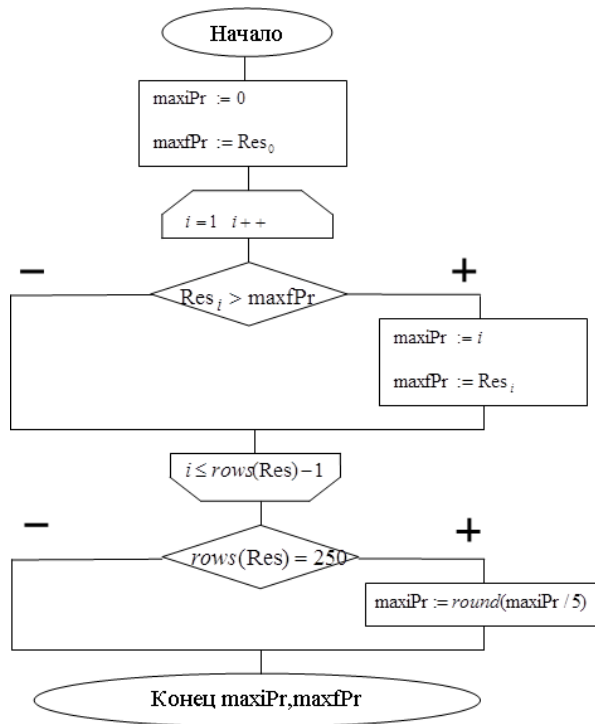 Начало
maxiPr := 0
maxfPr := Res₀
i=1 i++
− +
Resᵢ > maxfPr
maxiPr := i
maxfPr := Resᵢ
i ≤ rows(Res)−1
− +
rows(Res) = 250
maxiPr := round(maxiPr / 5)
Конец maxiPr,maxfPr